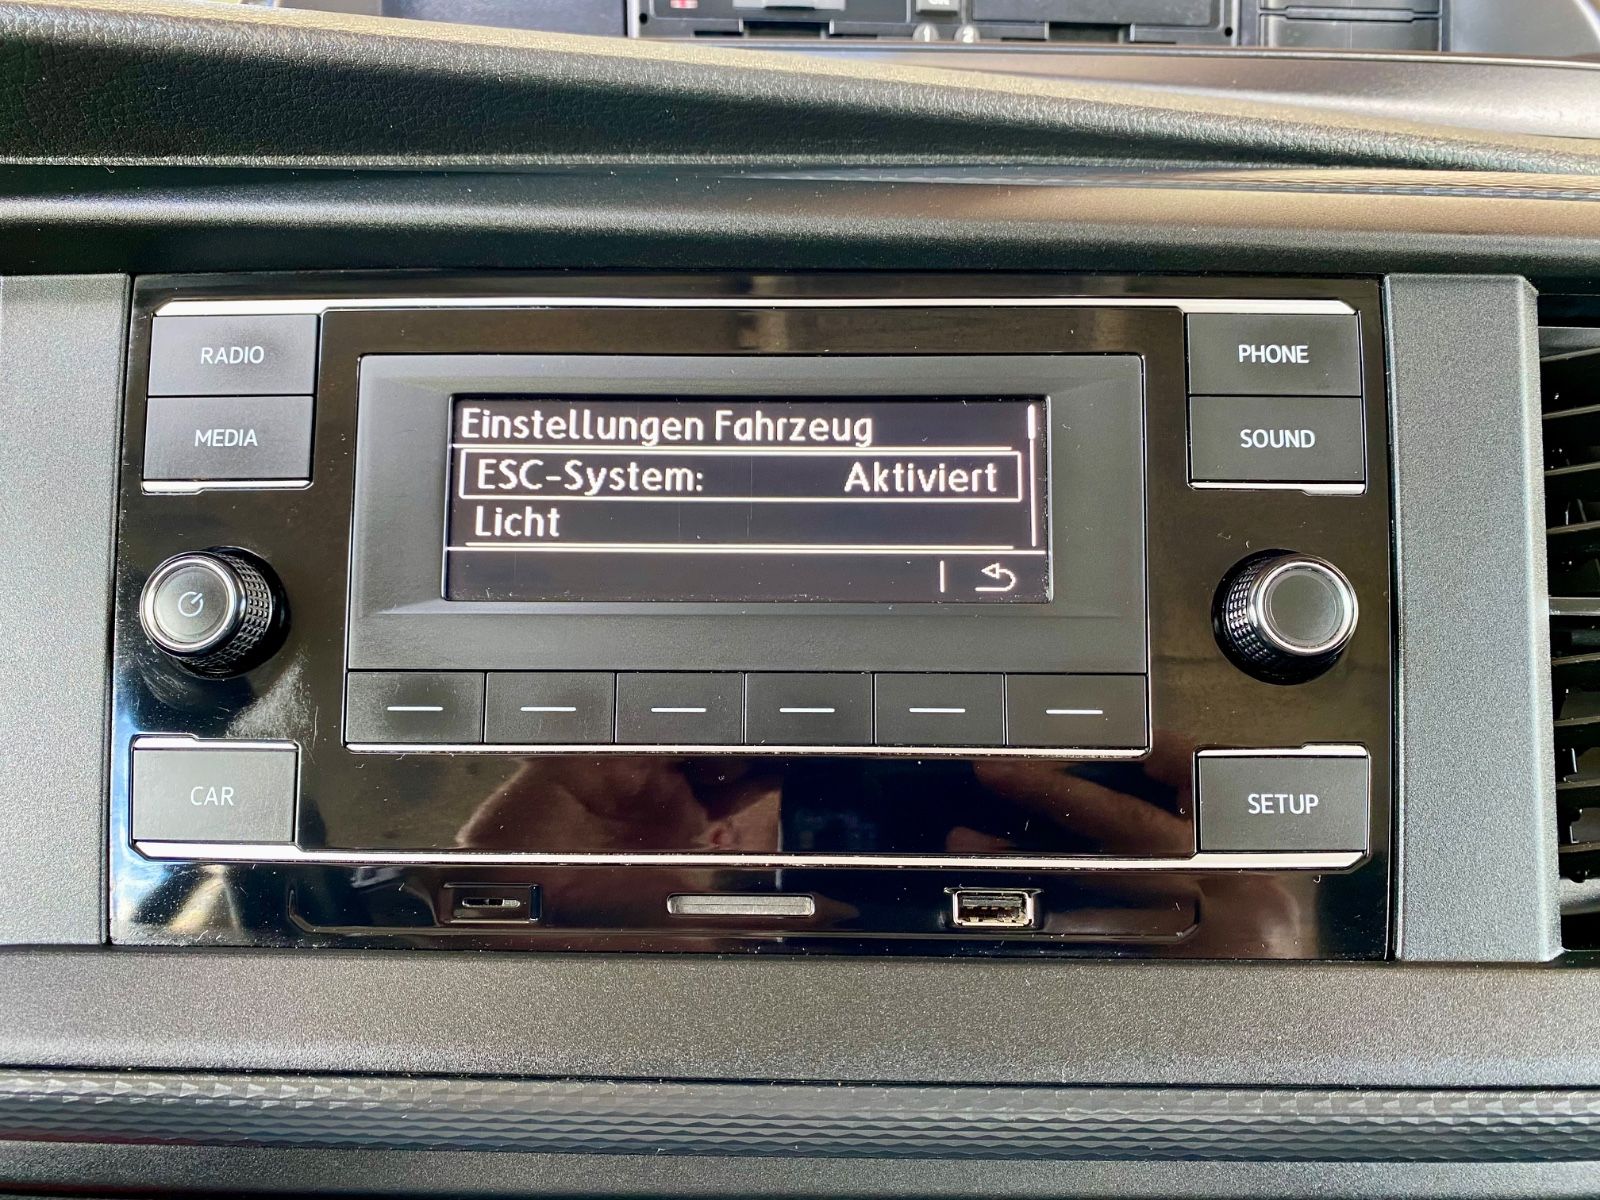 RADIO
MEDIA
PHONE
SOUND
Einstellungen Fahrzeug
ESC-System: Aktiviert
Licht
CAR
SETUP